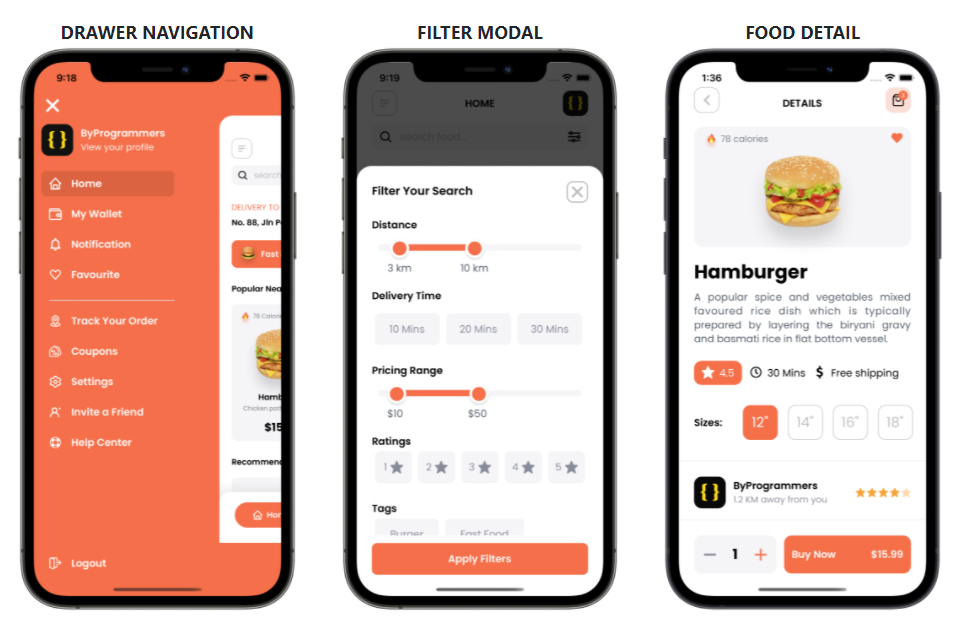 DRAWER NAVIGATION
FILTER MODAL
FOOD DETAIL
9:18
ByProgrammers
View your profile
Home
My Wallet
Notification
Favourite
Track Your Order
Coupons
Settings
Invite a Friend
Help Center
Logout
search
DELIVERY TO
No. 88, Jln P
Fast
Popular Nea
78 Calori
Hamb
Chicken pat
$15
Recommen
Hor
9:19
HOME
search food...
Filter Your Search
Distance
3 km
10 km
Delivery Time
10 Mins
20 Mins
30 Mins
Pricing Range
$10
$50
Ratings
1
2
3
4
5
Tags
Burger
Fast Food
Apply Filters
1:36
DETAILS
78 calories
Hamburger
A popular spice and vegetables mixed
favoured rice dish which is typically
prepared by layering the biryani gravy
and basmati rice in flat bottom vessel.
4.5
30 Mins
$ Free shipping
Sizes:
12"
14"
16"
18"
ByProgrammers
1.2 KM away from you
1
Buy Now
$15.99